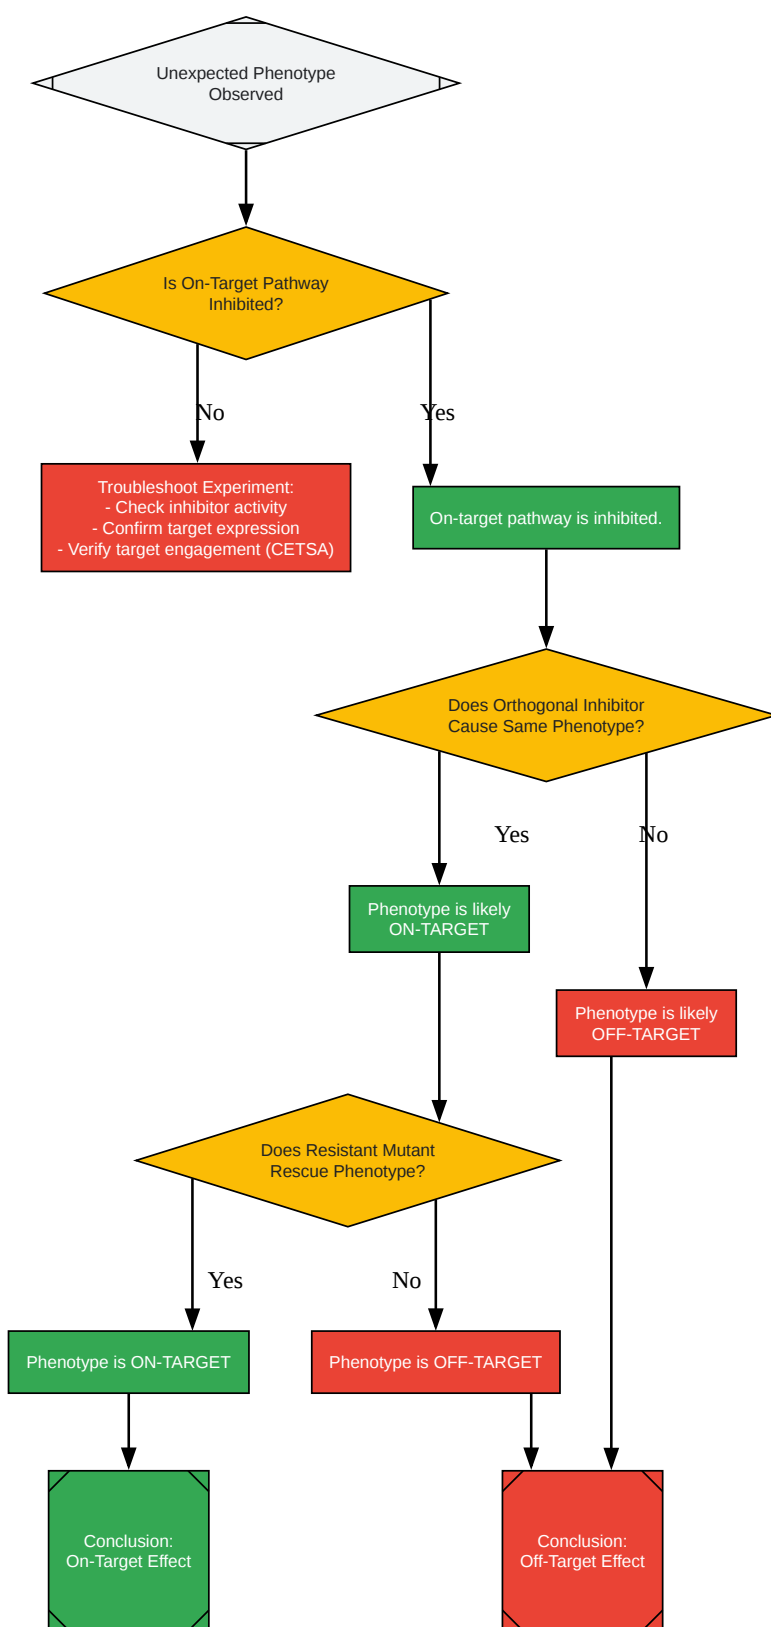 Unexpected Phenotype
Observed
Is On-Target Pathway
Inhibited?
No
Yes
Troubleshoot Experiment:
- Check inhibitor activity
- Confirm target expression
- Verify target engagement (CETSA)
On-target pathway is inhibited.
Does Orthogonal Inhibitor
Cause Same Phenotype?
Yes
No
Phenotype is likely
ON-TARGET
Phenotype is likely
OFF-TARGET
Does Resistant Mutant
Rescue Phenotype?
Yes
No
Phenotype is ON-TARGET
Phenotype is OFF-TARGET
Conclusion:
On-Target Effect
Conclusion:
Off-Target Effect